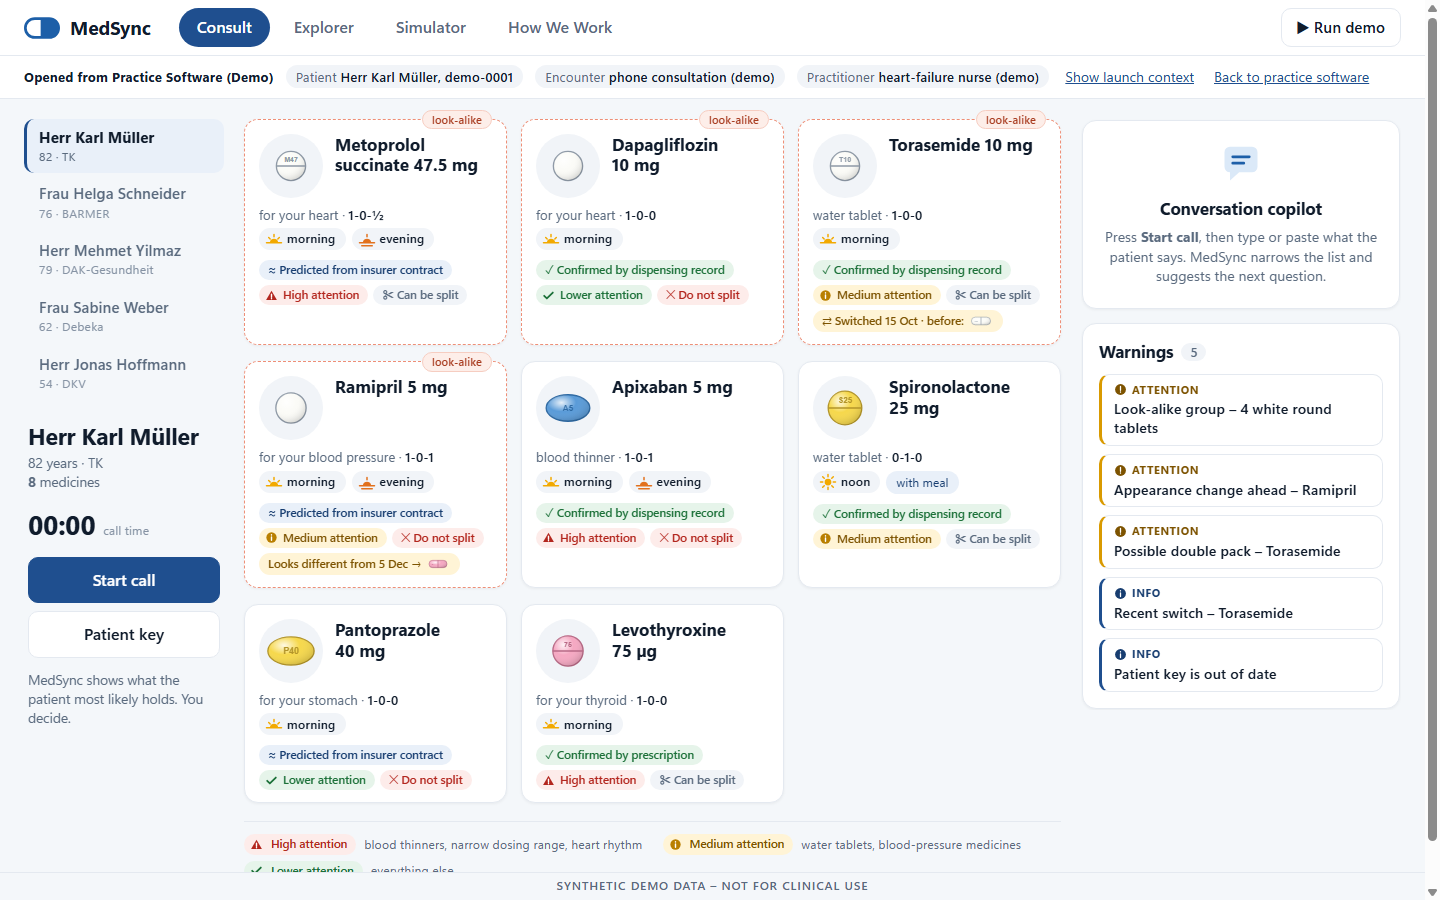 MedSync
Consult
Explorer
Simulator
How We Work
▶ Run demo
Opened from Practice Software (Demo)
Patient Herr Karl Müller, demo-0001
Encounter phone consultation (demo)
Practitioner heart-failure nurse (demo)
Show launch context
Back to practice software
Herr Karl Müller
82 · TK
Frau Helga Schneider
76 · BARMER
Herr Mehmet Yilmaz
79 · DAK-Gesundheit
Frau Sabine Weber
62 · Debeka
Herr Jonas Hoffmann
54 · DKV
Herr Karl Müller
82 years · TK
8 medicines
00:00 call time
Start call
Patient key
MedSync shows what the
patient most likely holds. You
decide.
look-alike
M47
Metoprolol
succinate 47.5 mg
for your heart · 1-0-½
morning
evening
≈ Predicted from insurer contract
High attention
Can be split
look-alike
Dapagliflozin
10 mg
for your heart · 1-0-0
morning
✓ Confirmed by dispensing record
Lower attention
Do not split
look-alike
T10
Torasemide 10 mg
water tablet · 1-0-0
morning
✓ Confirmed by dispensing record
Medium attention
Can be split
⇄ Switched 15 Oct · before:
look-alike
Ramipril 5 mg
for your blood pressure · 1-0-1
morning
evening
≈ Predicted from insurer contract
Medium attention
Do not split
Looks different from 5 Dec →
A5
Apixaban 5 mg
blood thinner · 1-0-1
morning
evening
✓ Confirmed by dispensing record
High attention
Do not split
S25
Spironolactone
25 mg
water tablet · 0-1-0
noon
with meal
✓ Confirmed by dispensing record
Medium attention
Can be split
P40
Pantoprazole
40 mg
for your stomach · 1-0-0
morning
≈ Predicted from insurer contract
Lower attention
Do not split
76
Levothyroxine
75 µg
for your thyroid · 1-0-0
morning
✓ Confirmed by prescription
High attention
Can be split
High attention
blood thinners, narrow dosing range, heart rhythm
Medium attention
water tablets, blood-pressure medicines
Lower attention
everything else
Conversation copilot
Press Start call, then type or paste what the
patient says. MedSync narrows the list and
suggests the next question.
Warnings 5
ATTENTION
Look-alike group – 4 white round
tablets
ATTENTION
Appearance change ahead – Ramipril
ATTENTION
Possible double pack – Torasemide
INFO
Recent switch – Torasemide
INFO
Patient key is out of date
SYNTHETIC DEMO DATA – NOT FOR CLINICAL USE